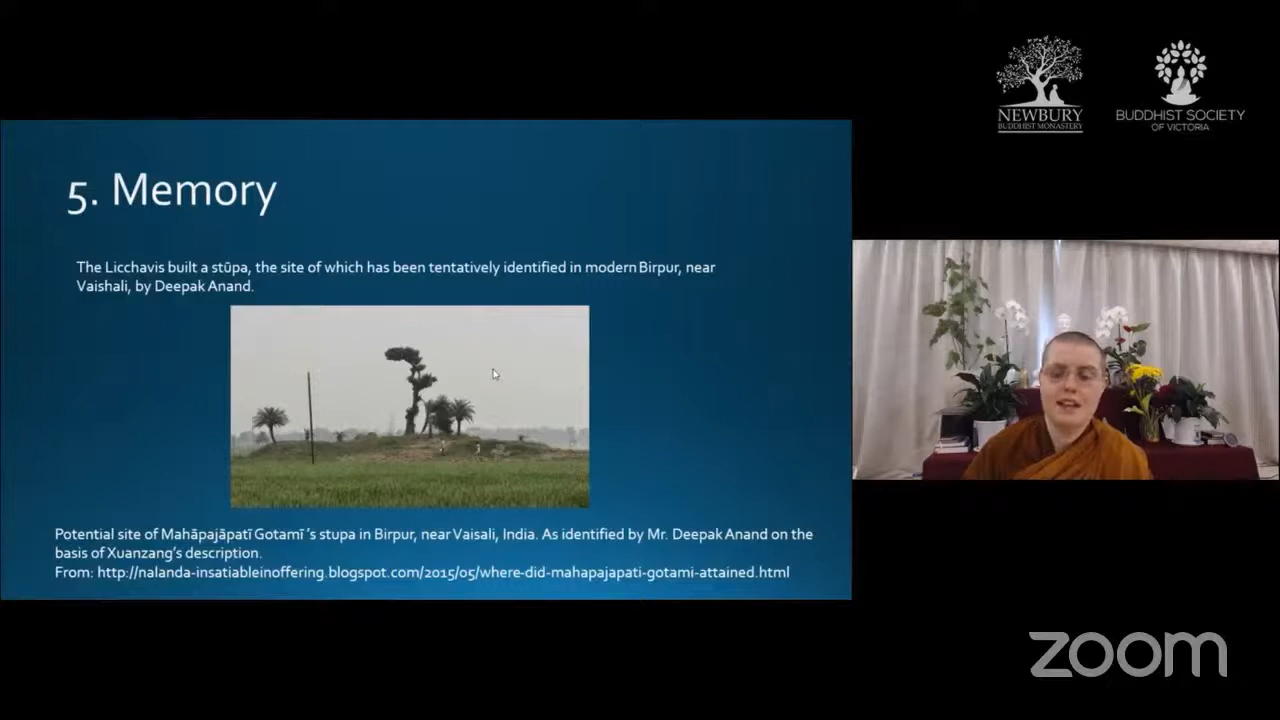 NEWBURY
BUDDHIST MONASTERY
BUDDHIST SOCIETY
OF VICTORIA
5. Memory
The Licchavis built a stūpa, the site of which has been tentatively identified in modern Birpur, near
Vaishali, by Deepak Anand.
Potential site of Mahāpajāpatī Gotamī 's stupa in Birpur, near Vaisali, India. As identified by Mr. Deepak Anand on the
basis of Xuanzang's description.
From: http://nalanda-insatiableinoffering.blogspot.com/2015/05/where-did-mahapajapati-gotami-attained.html
zoom